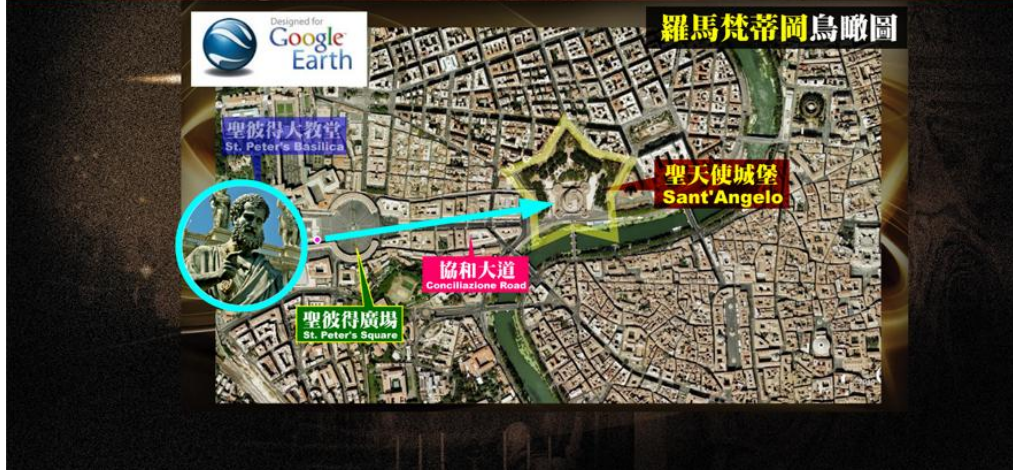 Designed for
Google
Earth
羅馬梵蒂岡鳥瞰圖
聖彼得大教堂
St. Peter's Basilica
聖天使城堡
Sant'Angelo
協和大道
Conciliazione Road
聖彼得廣場
St. Peter's Square